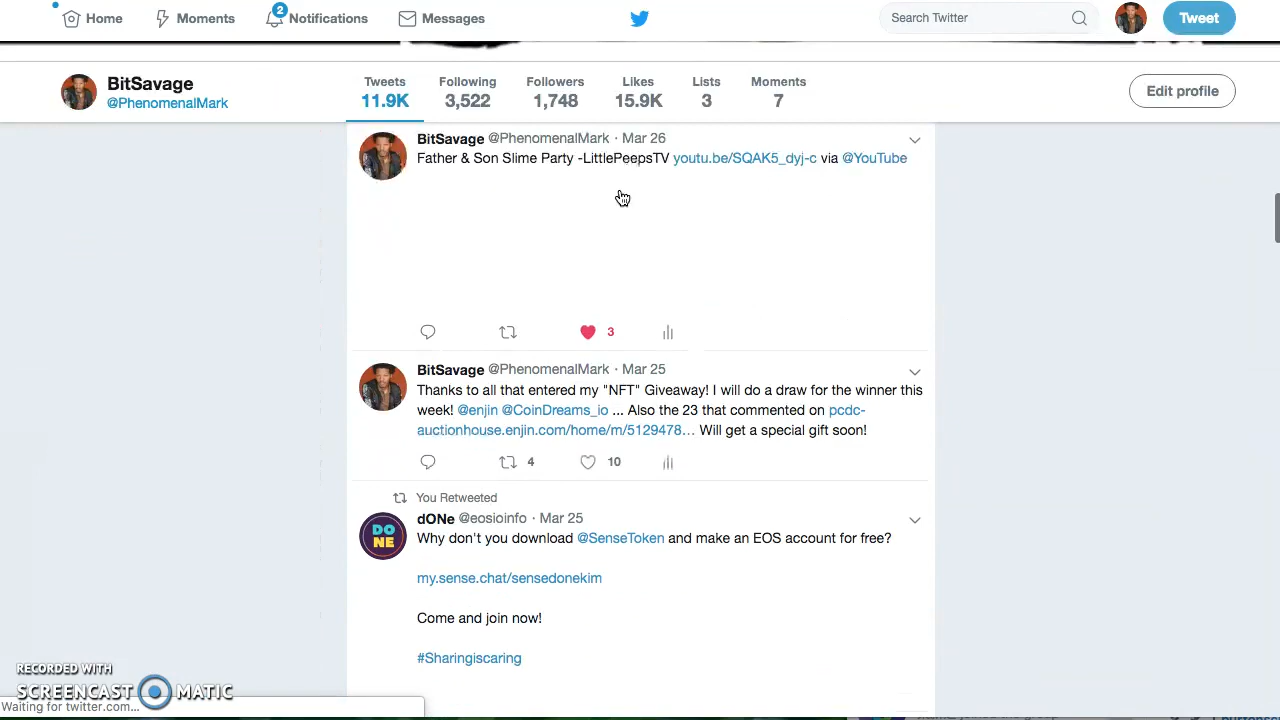 Home
Moments
2
Notifications
Messages
Search Twitter
Tweet
BitSavage
@PhenomenalMark
Tweets
11.9K
Following
3,522
Followers
1,748
Likes
15.9K
Lists
3
Moments
7
Edit profile
BitSavage @PhenomenalMark · Mar 26
Father & Son Slime Party -LittlePeepsTV youtu.be/SQAK5_dyj-c via @YouTube
3
BitSavage @PhenomenalMark · Mar 25
Thanks to all that entered my "NFT" Giveaway! I will do a draw for the winner this
week! @enjin @CoinDreams_io ... Also the 23 that commented on pcdc-
auctionhouse.enjin.com/home/m/5129478… Will get a special gift soon!
4
10
You Retweeted
DO
NE
dONe @eosioinfo · Mar 25
Why don't you download @SenseToken and make an EOS account for free?
my.sense.chat/sensedonekim
Come and join now!
#Sharingiscaring
RECORDED WITH
SCREENCAST MATIC
Waiting for twitter.com...